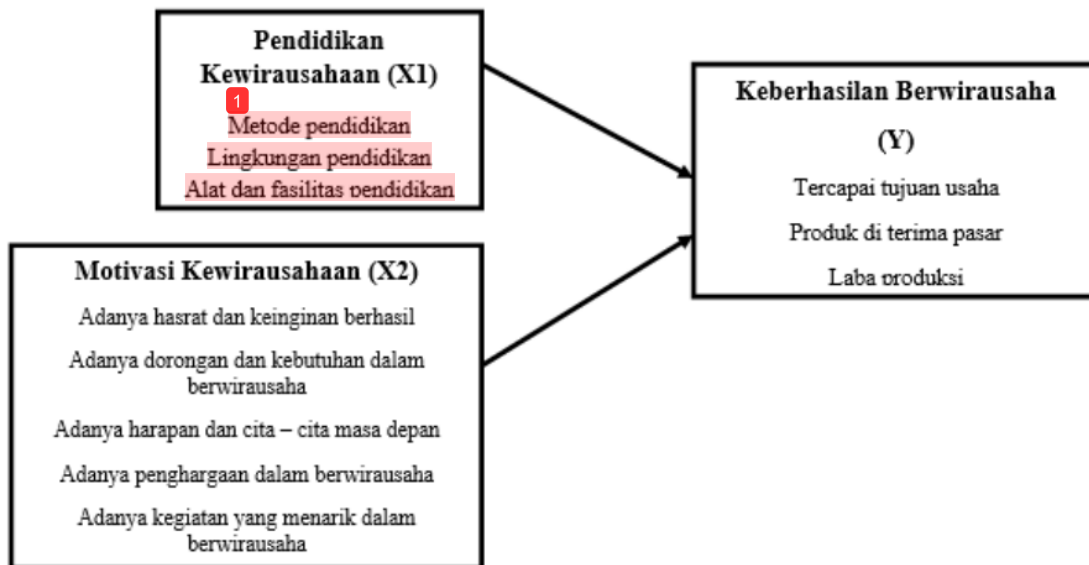 Pendidikan
Kewirausahaan (X1)
1
Metode pendidikan
Lingkungan pendidikan
Alat dan fasilitas pendidikan
Motivasi Kewirausahaan (X2)
Adanya hasrat dan keinginan berhasil
Adanya dorongan dan kebutuhan dalam
berwirausaha
Adanya harapan dan cita – cita masa depan
Adanya penghargaan dalam berwirausaha
Adanya kegiatan yang menarik dalam
berwirausaha
Keberhasilan Berwirausaha
(Y)
Tercapai tujuan usaha
Produk di terima pasar
Laba produksi